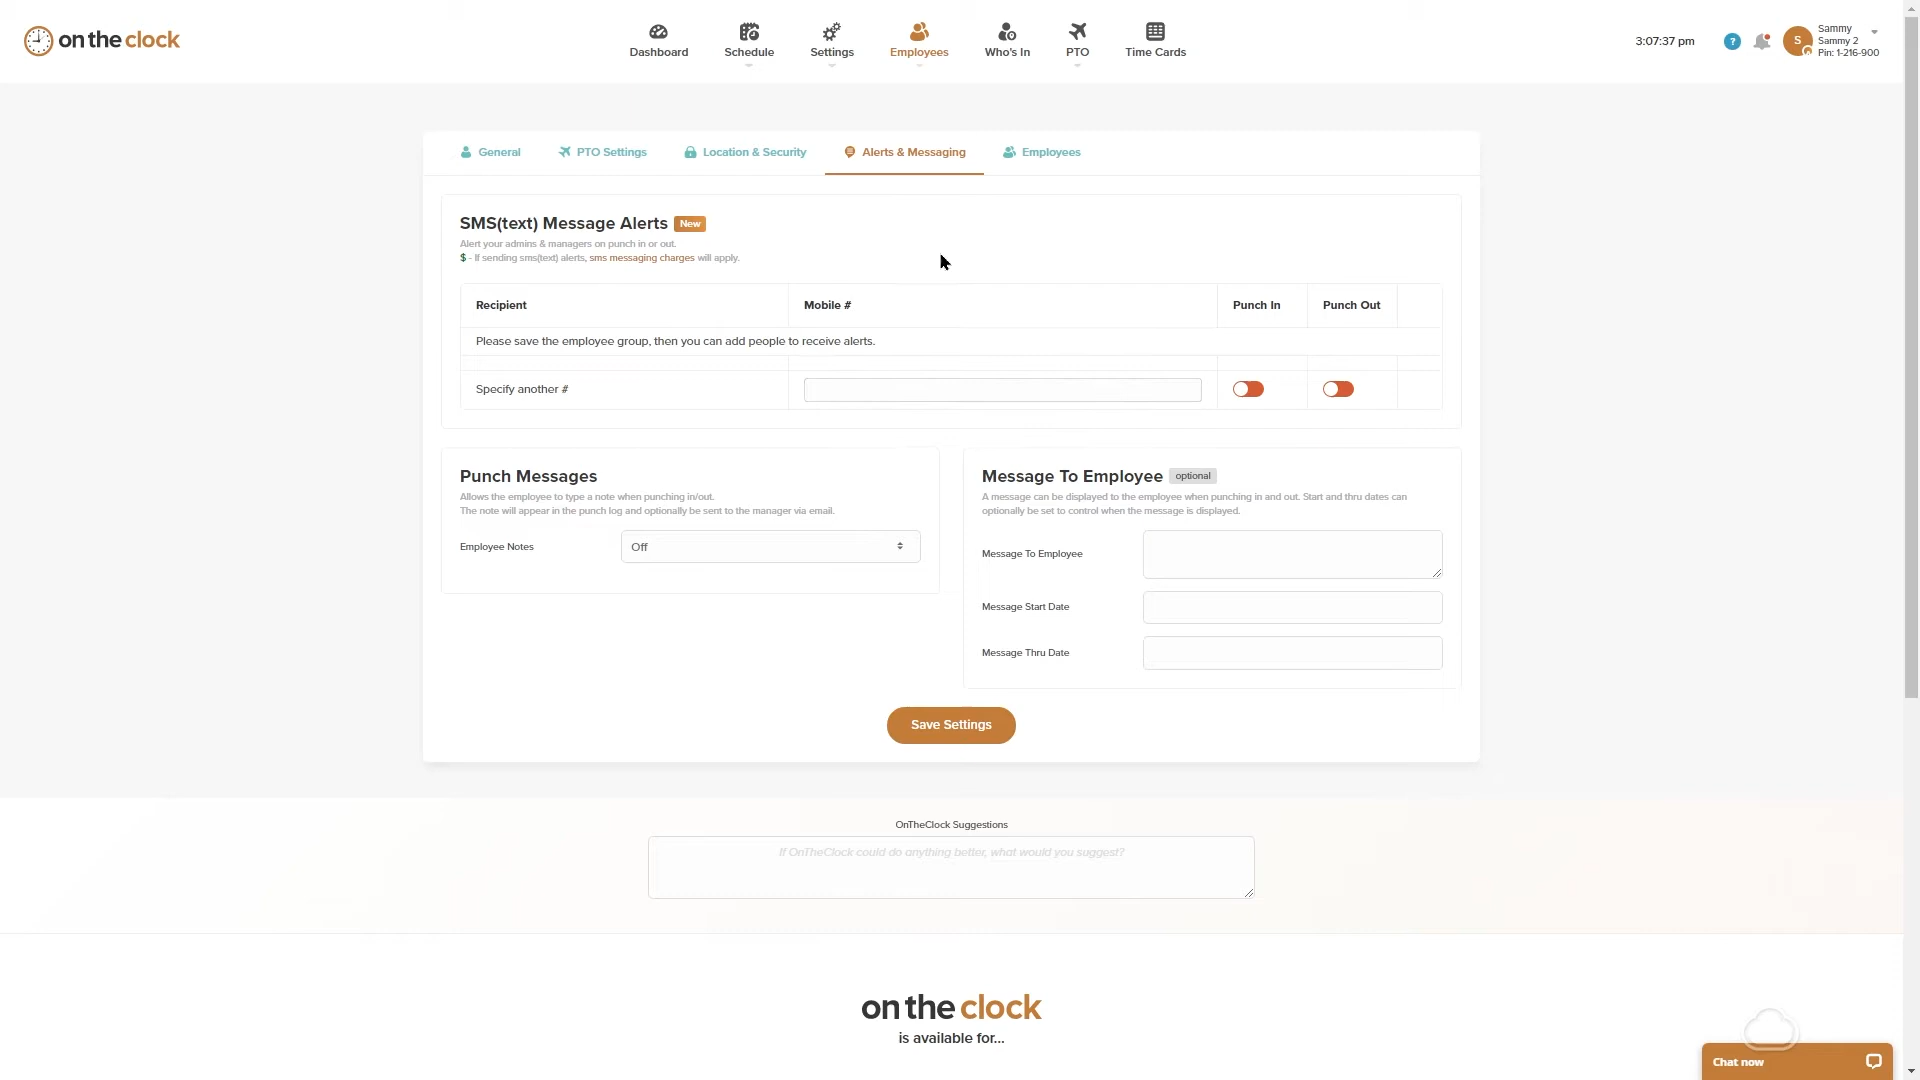 on the clock
Dashboard
Schedule
Settings
Employees
Who's In
PTO
Time Cards
3:07:37 pm
?
S
Sammy
Sammy 2
Pin: 1-216-900
General
PTO Settings
Location & Security
Alerts & Messaging
Employees
SMS(text) Message Alerts New
Alert your admins & managers on punch in or out.
$ - If sending sms(text) alerts, sms messaging charges will apply.
Recipient
Mobile #
Punch In
Punch Out
Please save the employee group, then you can add people to receive alerts.
Specify another #
Punch Messages
Allows the employee to type a note when punching in/out.
The note will appear in the punch log and optionally be sent to the manager via email.
Employee Notes
Off
Message To Employee optional
A message can be displayed to the employee when punching in and out. Start and thru dates can
optionally be set to control when the message is displayed.
Message To Employee
Message Start Date
Message Thru Date
Save Settings
OnTheClock Suggestions
If OnTheClock could do anything better, what would you suggest?
on the clock
is available for...
Chat now